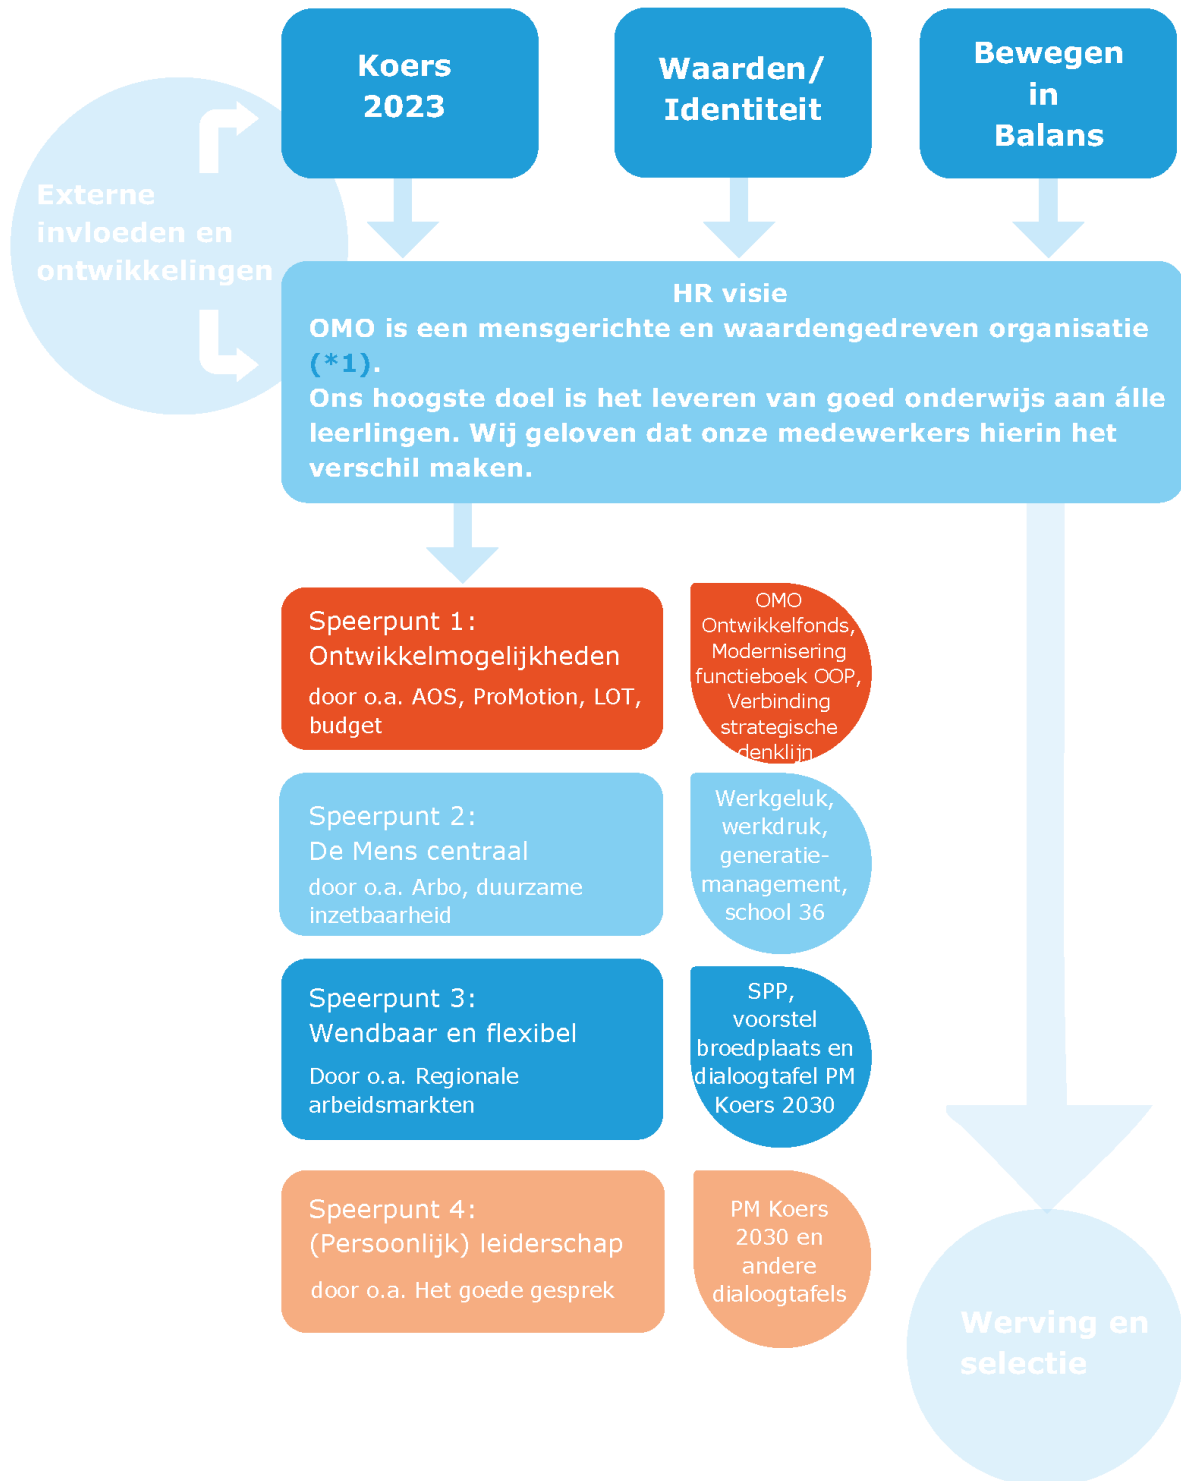 Koers
2023
Waarden/
Identiteit
Bewegen
in
Balans
Externe
invloeden en
ontwikkelingen
HR visie
OMO is een mensgerichte en waardengedreven organisatie
(*1).
Ons hoogste doel is het leveren van goed onderwijs aan álle
leerlingen. Wij geloven dat onze medewerkers hierin het
verschil maken.
Speerpunt 1:
Ontwikkelmogelijkheden
door o.a. AOS, ProMotion, LOT,
budget
OMO
Ontwikkelfonds,
Modernisering
functieboek OOP,
Verbinding
strategische
denklijn
Speerpunt 2:
De Mens centraal
door o.a. Arbo, duurzame
inzetbaarheid
Werkgeluk,
werkdruk,
generatie-
management,
school 36
Speerpunt 3:
Wendbaar en flexibel
Door o.a. Regionale
arbeidsmarkten
SPP,
voorstel
broedplaats en
dialoogtafel PM
Koers 2030
Speerpunt 4:
(Persoonlijk) leiderschap
door o.a. Het goede gesprek
PM Koers
2030 en
andere
dialoogtafels
Werving en
selectie